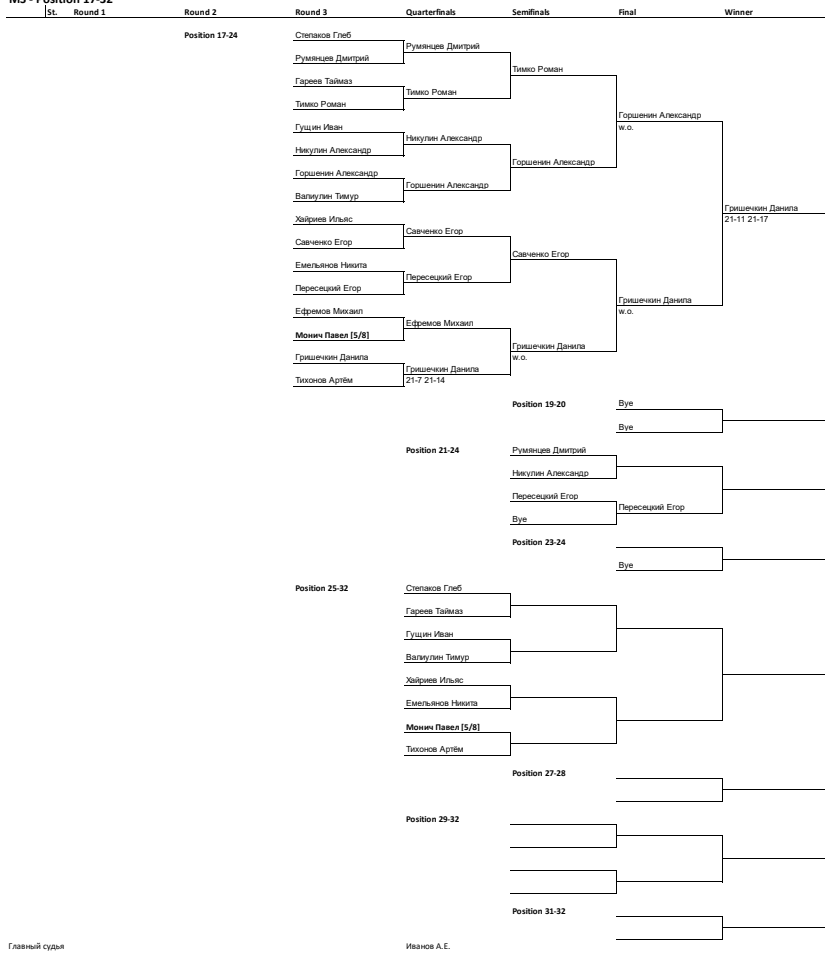 MS - Position 17-32
St. Round 1 Round 2 Round 3 Quarterfinals Semifinals Final Winner
Position 17-24 Степаков Глеб
Румянцев Дмитрий
Румянцев Дмитрий
Тимко Роман
Гареев Таймаз
Тимко Роман
Тимко Роман
Горшенин Александр
w.o.
Гущин Иван
Никулин Александр
Никулин Александр
Горшенин Александр
Горшенин Александр
Горшенин Александр
Валиулин Тимур
Гришечкин Данила
21-11 21-17
Хайриев Ильяс
Савченко Егор
Савченко Егор
Савченко Егор
Емельянов Никита
Пересецкий Егор
Пересецкий Егор
Гришечкин Данила
w.o.
Ефремов Михаил
Ефремов Михаил
Монич Павел [5/8]
Гришечкин Данила
w.o.
Гришечкин Данила
Гришечкин Данила
Тихонов Артём
21-7 21-14
Position 19-20 Bye
Bye
Position 21-24 Румянцев Дмитрий
Никулин Александр
Пересецкий Егор
Пересецкий Егор
Bye
Position 23-24
Bye
Position 25-32 Степаков Глеб
Гареев Таймаз
Гущин Иван
Валиулин Тимур
Хайриев Ильяс
Емельянов Никита
Монич Павел [5/8]
Тихонов Артём
Position 27-28
Position 29-32
Position 31-32
Главный судья Иванов А.Е.